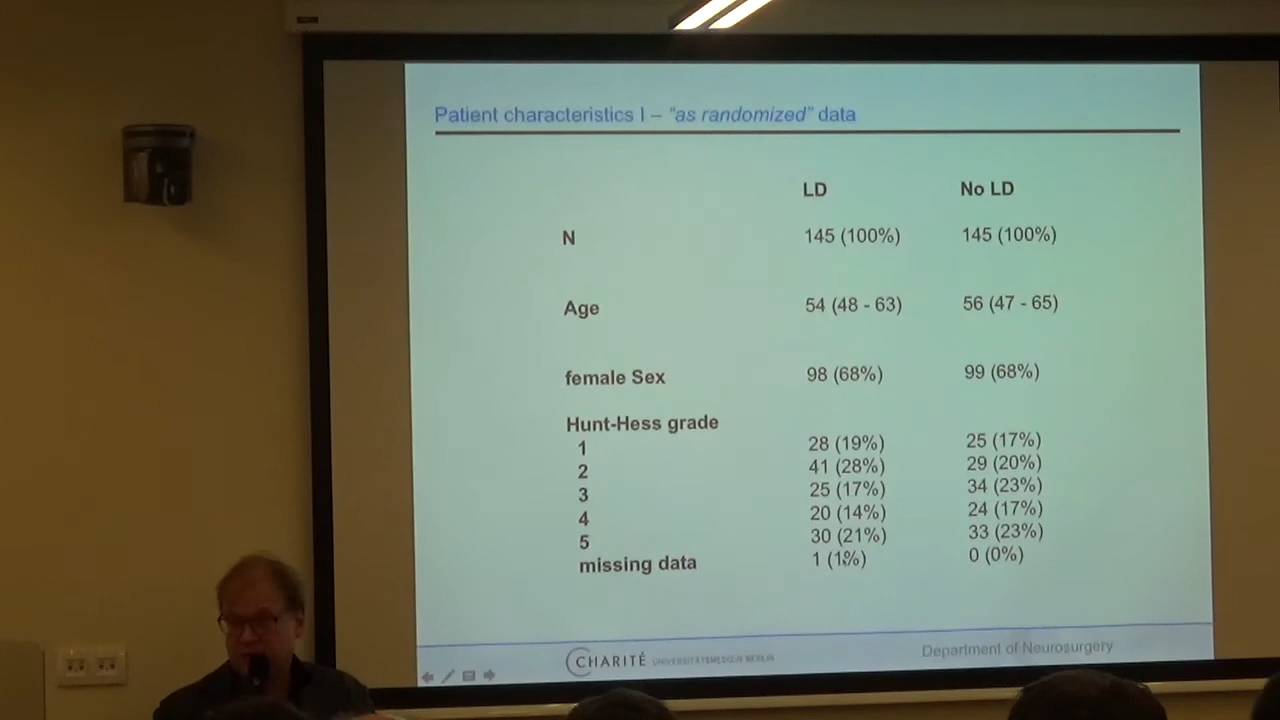 Patient characteristics I – “as randomized” data
LD No LD
N 145 (100%) 145 (100%)
Age 54 (48 - 63) 56 (47 - 65)
female Sex 98 (68%) 99 (68%)
Hunt-Hess grade
1 28 (19%) 25 (17%)
2 41 (28%) 29 (20%)
3 25 (17%) 34 (23%)
4 20 (14%) 24 (17%)
5 30 (21%) 33 (23%)
missing data 1 (1%) 0 (0%)
CHARITÉ UNIVERSITÄTSMEDIZIN BERLIN Department of Neurosurgery